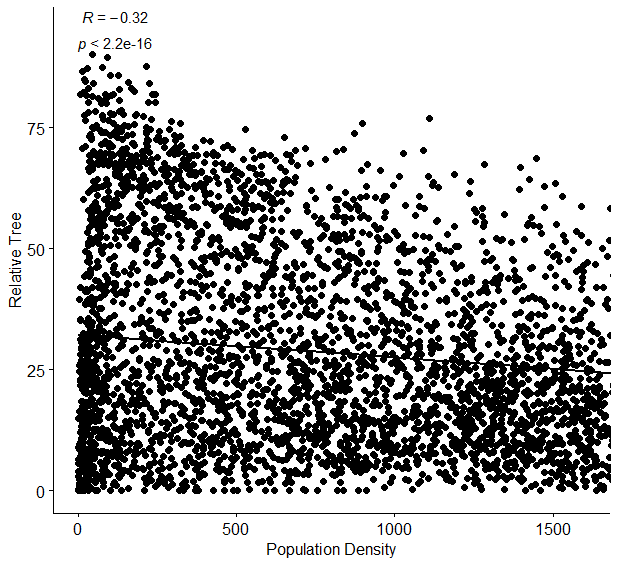 R = −0.32
p < 2.2e-16
75
50
25
0
Relative Tree
0 500 1000 1500
Population Density